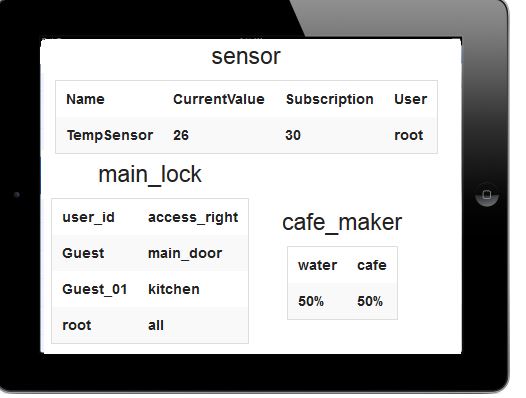 sensor
Name CurrentValue Subscription User
TempSensor 26 30 root
main_lock
user_id access_right
Guest main_door
Guest_01 kitchen
root all
cafe_maker
water cafe
50% 50%